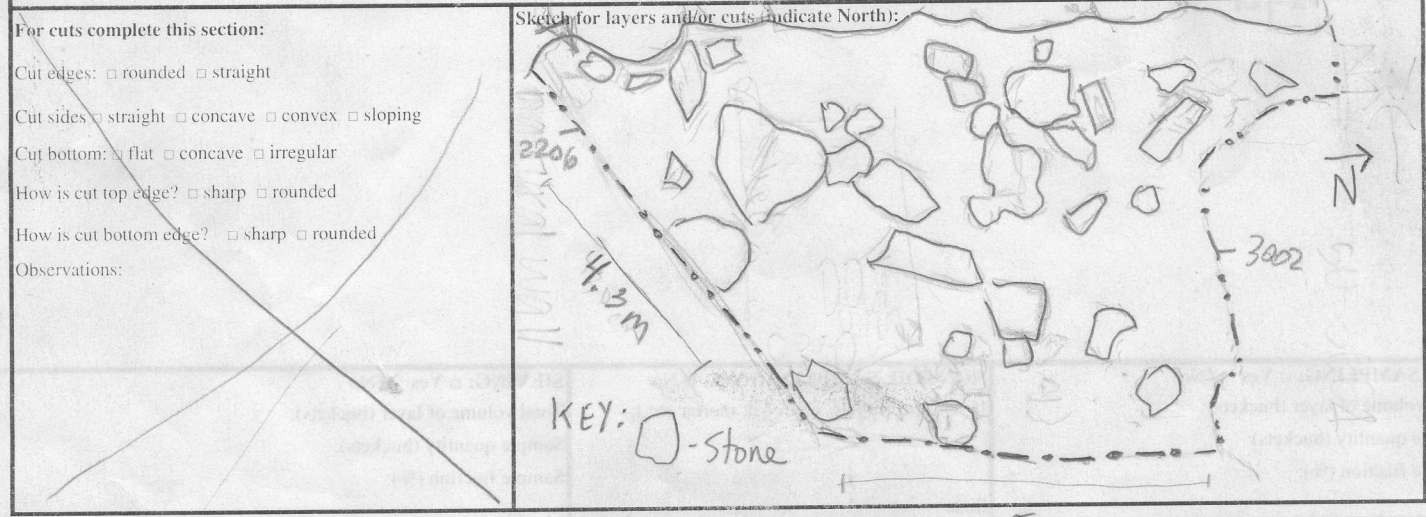 For cuts complete this section:
Cut edges: □ rounded □ straight
Cut sides □ straight □ concave □ convex □ sloping
Cut bottom: □ flat □ concave □ irregular
How is cut top edge? □ sharp □ rounded
How is cut bottom edge? □ sharp □ rounded
Observations:
Sketch for layers and/or cuts (indicate North):
2206
N
3002
4.13m
KEY:
- Stone